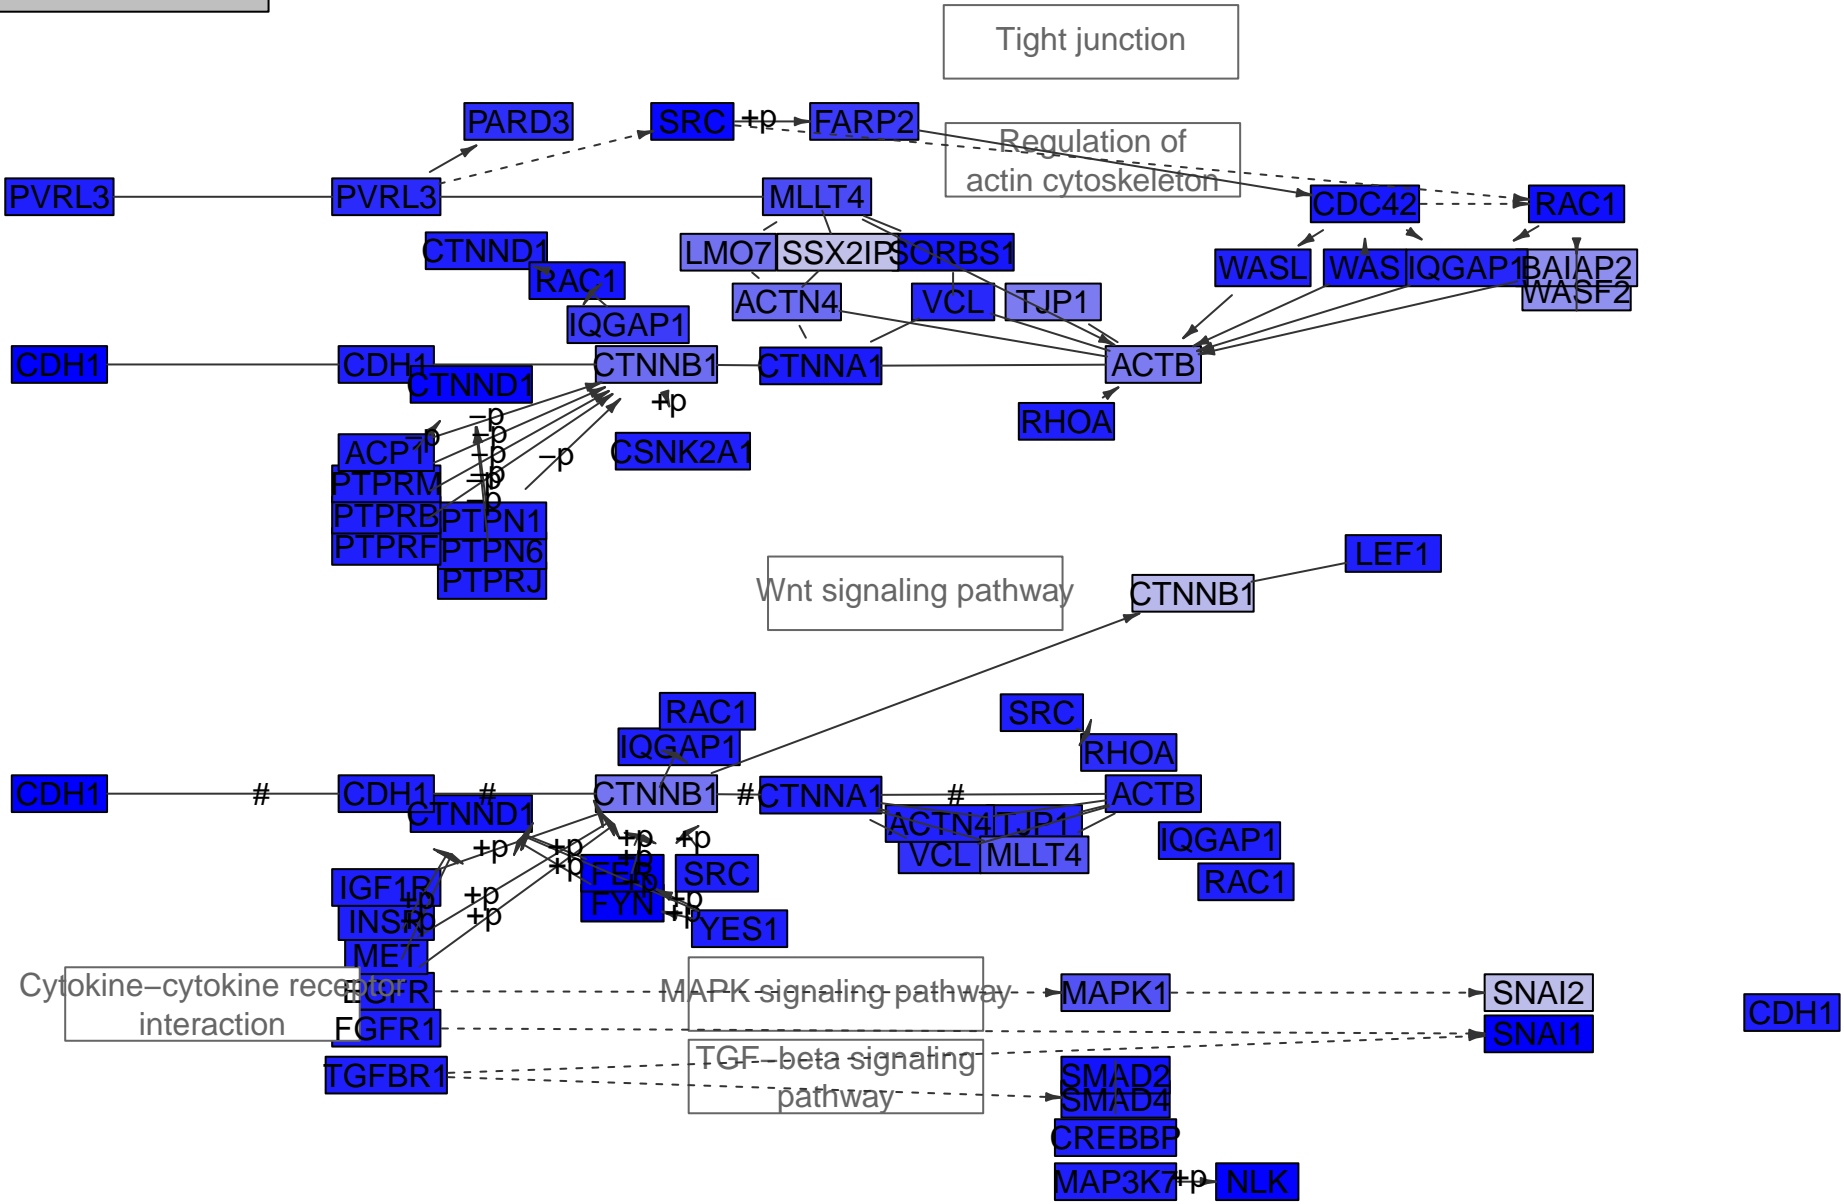 Tight junction
PARD3
SRC
+p
FARP2
Regulation of
actin cytoskeleton
PVRL3
PVRL3
MLLT4
CDC42
RAC1
CTNND1
LMO7
SSX2IP
SORBS1
WASL
WAS
IQGAP1
BAIAP2
RAC1
WASF2
ACTN4
VCL
TJP1
IQGAP1
CDH1
CDH1
CTNNB1
CTNNA1
ACTB
CTNND1
+p
–p
RHOA
–p
–p
ACP1
–p
–p
CSNK2A1
–p
–p
PTPRM
–p
PTPRB
PTPN1
PTPRF
PTPN6
PTPRJ
LEF1
Wnt signaling pathway
CTNNB1
RAC1
SRC
IQGAP1
RHOA
CDH1
#
CDH1
#
CTNNB1
#
CTNNA1
#
ACTB
CTNND1
ACTN4
TJP1
+p
+p
+p
+p
IQGAP1
+p
+p
VCL
MLLT4
FER
SRC
RAC1
IGF1R
+p
+p
+p
+p
FYN
INSR
+p
+p
+p
YES1
MET
Cytokine–cytokine receptor
interaction
EGFR
MAPK signaling pathway
MAPK1
SNAI2
CDH1
FGFR1
SNAI1
TGF–beta signaling
pathway
TGFBR1
SMAD2
SMAD4
CREBBP
MAP3K7
+p
NLK